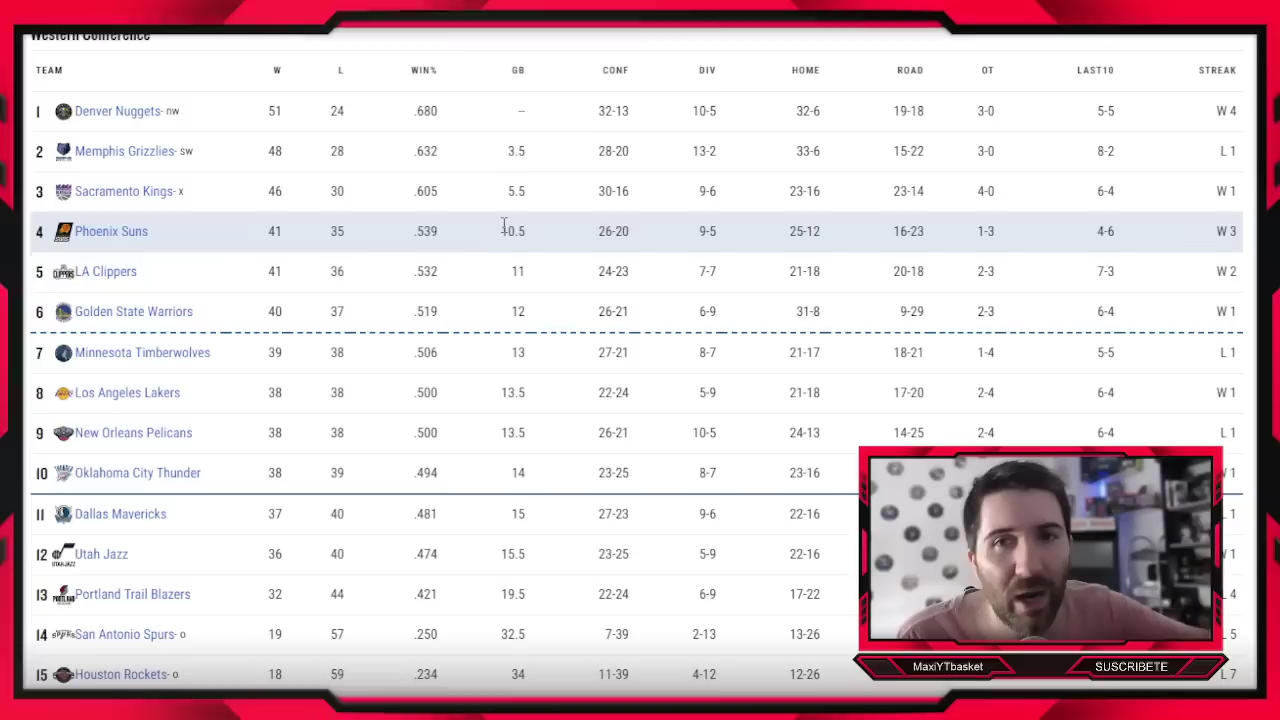 Western Conference
TEAM W L WIN% GB CONF DIV HOME ROAD OT LAST10 STREAK
1 Denver Nuggets- nw 51 24 .680 -- 32-13 10-5 32-6 19-18 3-0 5-5 W 4
2 Memphis Grizzlies- sw 48 28 .632 3.5 28-20 13-2 33-6 15-22 3-0 8-2 L 1
3 Sacramento Kings- x 46 30 .605 5.5 30-16 9-6 23-16 23-14 4-0 6-4 W 1
4 Phoenix Suns 41 35 .539 10.5 26-20 9-5 25-12 16-23 1-3 4-6 W 3
5 LA Clippers 41 36 .532 11 24-23 7-7 21-18 20-18 2-3 7-3 W 2
6 Golden State Warriors 40 37 .519 12 26-21 6-9 31-8 9-29 2-3 6-4 W 1
7 Minnesota Timberwolves 39 38 .506 13 27-21 8-7 21-17 18-21 1-4 5-5 L 1
8 Los Angeles Lakers 38 38 .500 13.5 22-24 5-9 21-18 17-20 2-4 6-4 W 1
9 New Orleans Pelicans 38 38 .500 13.5 26-21 10-5 24-13 14-25 2-4 6-4 L 1
10 Oklahoma City Thunder 38 39 .494 14 23-25 8-7 23-16 1
11 Dallas Mavericks 37 40 .481 15 27-23 9-6 22-16 1
12 Utah Jazz 36 40 .474 15.5 23-25 5-9 22-16 1
13 Portland Trail Blazers 32 44 .421 19.5 22-24 6-9 17-22 4
14 San Antonio Spurs- o 19 57 .250 32.5 7-39 2-13 13-26 5
15 Houston Rockets- o 18 59 .234 34 11-39 4-12 12-26 L 7
MaxiYTbasket SUSCRIBETE